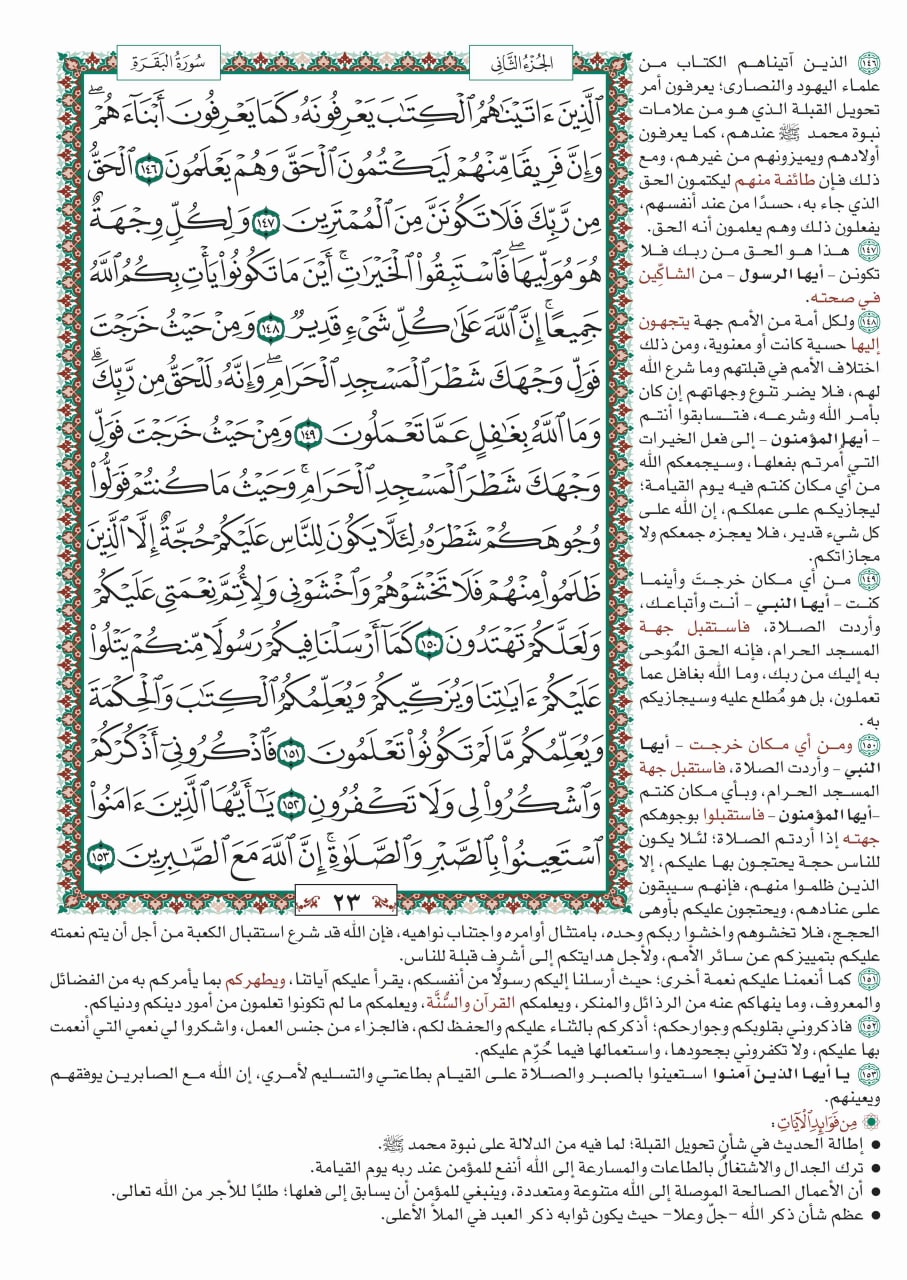 سُورَةُ البَقَرَةِ
الجُزْءُ الثَّانِي
ٱلَّذِينَ ءَاتَيْنَٰهُمُ ٱلْكِتَٰبَ يَعْرِفُونَهُۥ كَمَا يَعْرِفُونَ أَبْنَآءَهُمْۖ
وَإِنَّ فَرِيقًا مِّنْهُمْ لَيَكْتُمُونَ ٱلْحَقَّ وَهُمْ يَعْلَمُونَ ١٤٦ ٱلْحَقُّ
مِن رَّبِّكَ فَلَا تَكُونَنَّ مِنَ ٱلْمُمْتَرِينَ ١٤٧ وَلِكُلٍّ وِجْهَةٌ
هُوَ مُوَلِّيهَاۖ فَٱسْتَبِقُوا۟ ٱلْخَيْرَٰتِۚ أَيْنَ مَا تَكُونُوا۟ يَأْتِ بِكُمُ ٱللَّهُ
جَمِيعًاۚ إِنَّ ٱللَّهَ عَلَىٰ كُلِّ شَىْءٍ قَدِيرٌ ١٤٨ وَمِنْ حَيْثُ خَرَجْتَ
فَوَلِّ وَجْهَكَ شَطْرَ ٱلْمَسْجِدِ ٱلْحَرَامِۖ وَإِنَّهُۥ لَلْحَقُّ مِن رَّبِّكَۗ
وَمَا ٱللَّهُ بِغَٰفِلٍ عَمَّا تَعْمَلُونَ ١٤٩ وَمِنْ حَيْثُ خَرَجْتَ فَوَلِّ
وَجْهَكَ شَطْرَ ٱلْمَسْجِدِ ٱلْحَرَامِۚ وَحَيْثُ مَا كُنتُمْ فَوَلُّوا۟
وُجُوهَكُمْ شَطْرَهُۥ لِئَلَّا يَكُونَ لِلنَّاسِ عَلَيْكُمْ حُجَّةٌ إِلَّا ٱلَّذِينَ
ظَلَمُوا۟ مِنْهُمْ فَلَا تَخْشَوْهُمْ وَٱخْشَوْنِى وَلِأُتِمَّ نِعْمَتِى عَلَيْكُمْ
وَلَعَلَّكُمْ تَهْتَدُونَ ١٥٠ كَمَآ أَرْسَلْنَا فِيكُمْ رَسُولًا مِّنكُمْ يَتْلُوا۟
عَلَيْكُمْ ءَايَٰتِنَا وَيُزَكِّيكُمْ وَيُعَلِّمُكُمُ ٱلْكِتَٰبَ وَٱلْحِكْمَةَ
وَيُعَلِّمُكُم مَّا لَمْ تَكُونُوا۟ تَعْلَمُونَ ١٥١ فَٱذْكُرُونِىٓ أَذْكُرْكُمْ
وَٱشْكُرُوا۟ لِى وَلَا تَكْفُرُونِ ١٥٢ يَٰٓأَيُّهَا ٱلَّذِينَ ءَامَنُوا۟
ٱسْتَعِينُوا۟ بِٱلصَّبْرِ وَٱلصَّلَوٰةِۚ إِنَّ ٱللَّهَ مَعَ ٱلصَّٰبِرِينَ ١٥٣
٢٣
١٤٦ الذين آتيناهم الكتاب من
علماء اليهود والنصارى؛ يعرفون أمر
تحويل القبلة الذي هو من علامات
نبوة محمد ﷺ عندهم، كما يعرفون
أولادهم ويميزونهم من غيرهم، ومع
ذلك فإن طائفة منهم ليكتمون الحق
الذي جاء به، حسدًا من عند أنفسهم،
يفعلون ذلك وهم يعلمون أنه الحق.
١٤٧ هذا هو الحق من ربك فلا
تكونن - أيها الرسول - من الشاكِّين
في صحته.
١٤٨ ولكل أمة من الأمم جهة يتجهون
إليها حسية كانت أو معنوية، ومن ذلك
اختلاف الأمم في قبلتهم وما شرع الله
لهم، فلا يضر تنوع وجهاتهم إن كان
بأمر الله وشرعه، فتسابقوا أنتم
- أيها المؤمنون - إلى فعل الخيرات
التي أُمرتم بفعلها، وسيجمعكم الله
من أي مكان كنتم فيه يوم القيامة؛
ليجازيكم على عملكم، إن الله على
كل شيء قدير، فلا يعجزه جمعكم ولا
مجازاتكم.
١٤٩ من أي مكان خرجتَ وأينما
كنت - أيها النبي - أنت وأتباعك،
وأردت الصلاة، فاستقبل جهة
المسجد الحرام، فإنه الحق المُوحى
به إليك من ربك، وما الله بغافل عما
تعملون، بل هو مُطلع عليه وسيجازيكم
به.
١٥٠ ومن أي مكان خرجت - أيها
النبي - وأردت الصلاة، فاستقبل جهة
المسجد الحرام، وبأي مكان كنتم
-أيها المؤمنون - فاستقبلوا بوجوهكم
جهته إذا أردتم الصلاة؛ لئلا يكون
للناس حجة يحتجون بها عليكم، إلا
الذين ظلموا منهم، فإنهم سيبقون
على عنادهم، ويحتجون عليكم بأوهى
الحجج، فلا تخشوهم واخشوا ربكم وحده، بامتثال أوامره واجتناب نواهيه، فإن الله قد شرع استقبال الكعبة من أجل أن يتم نعمته
عليكم بتمييزكم عن سائر الأمم، ولأجل هدايتكم إلى أشرف قبلة للناس.
١٥١ كما أنعمنا عليكم نعمة أخرى؛ حيث أرسلنا إليكم رسولًا من أنفسكم، يقرأ عليكم آياتنا، ويطهركم بما يأمركم به من الفضائل
والمعروف، وما ينهاكم عنه من الرذائل والمنكر، ويعلمكم القرآن والسُّنَّة، ويعلمكم ما لم تكونوا تعلمون من أمور دينكم ودنياكم.
١٥٢ فاذكروني بقلوبكم وجوارحكم؛ أذكركم بالثناء عليكم والحفظ لكم، فالجزاء من جنس العمل، واشكروا لي نعمي التي أنعمت
بها عليكم، ولا تكفروني بجحودها، واستعمالها فيما حُرِّم عليكم.
١٥٣ يا أيها الذين آمنوا استعينوا بالصبر والصلاة على القيام بطاعتي والتسليم لأمري، إن الله مع الصابرين يوفقهم
ويعينهم.
مِن فَوَائِدِ الآيَاتِ:
• إطالة الحديث في شأن تحويل القبلة؛ لما فيه من الدلالة على نبوة محمد ﷺ.
• ترك الجدال والاشتغالُ بالطاعات والمسارعة إلى الله أنفع للمؤمن عند ربه يوم القيامة.
• أن الأعمال الصالحة الموصلة إلى الله متنوعة ومتعددة، وينبغي للمؤمن أن يسابق إلى فعلها؛ طلبًا للأجر من الله تعالى.
• عظم شأن ذكر الله -جلّ وعلا- حيث يكون ثوابه ذكر العبد في الملأ الأعلى.